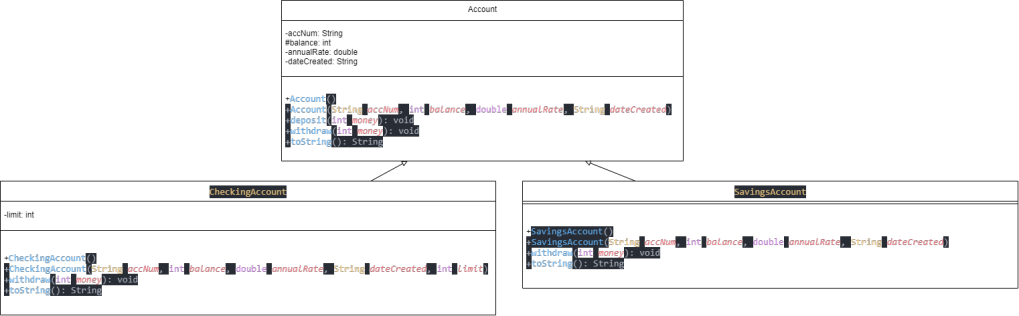 Account
-accNum: String
#balance: int
-annualRate: double
-dateCreated: String
+Account()
+Account(String accNum, int balance, double annualRate, String dateCreated)
+deposit(int money): void
+withdraw(int money): void
+toString(): String
CheckingAccount
-limit: int
+CheckingAccount()
+CheckingAccount(String accNum, int balance, double annualRate, String dateCreated, int limit)
+withdraw(int money): void
+toString(): String
SavingsAccount
+SavingsAccount()
+SavingsAccount(String accNum, int balance, double annualRate, String dateCreated)
+withdraw(int money): void
+toString(): String